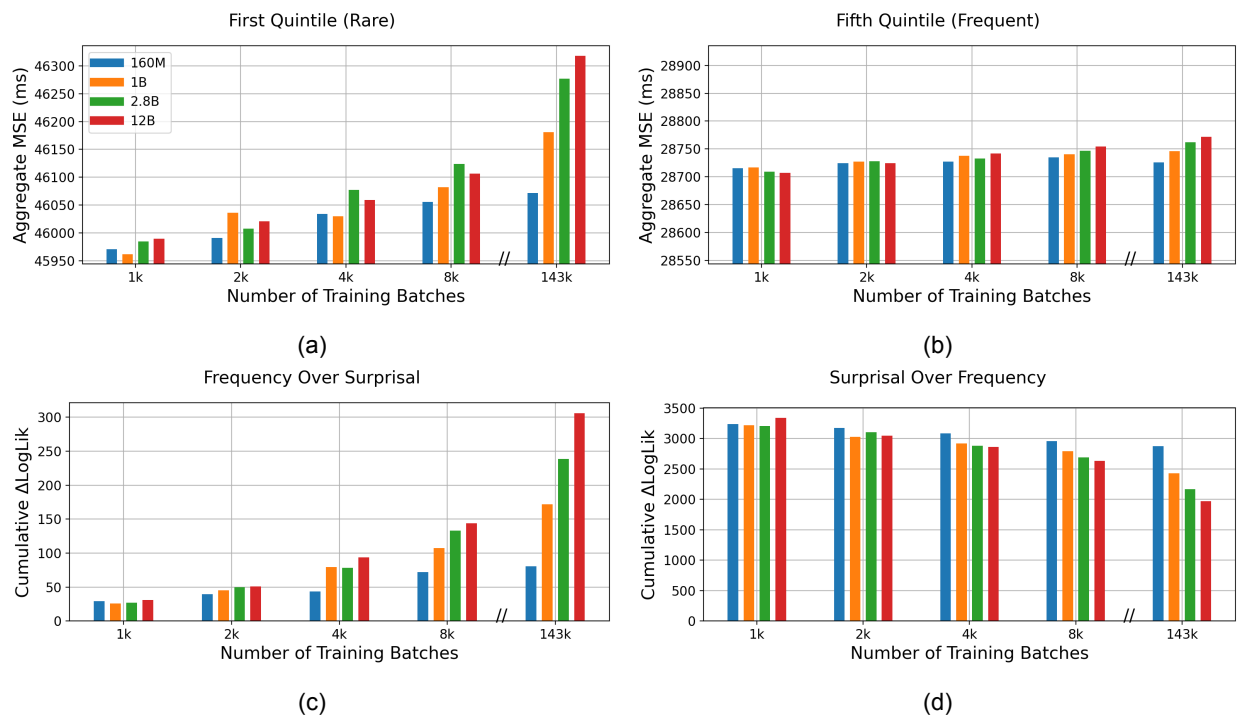 First Quintile (Rare)
Aggregate MSE (ms)
46300
46250
46200
46150
46100
46050
46000
45950
160M
1B
2.8B
12B
1k
2k
4k
8k
//
143k
Number of Training Batches
(a)
Fifth Quintile (Frequent)
Aggregate MSE (ms)
28900
28850
28800
28750
28700
28650
28600
28550
1k
2k
4k
8k
//
143k
Number of Training Batches
(b)
Frequency Over Surprisal
Cumulative ΔLogLik
300
250
200
150
100
50
0
1k
2k
4k
8k
//
143k
Number of Training Batches
(c)
Surprisal Over Frequency
Cumulative ΔLogLik
3500
3000
2500
2000
1500
1000
500
0
1k
2k
4k
8k
//
143k
Number of Training Batches
(d)